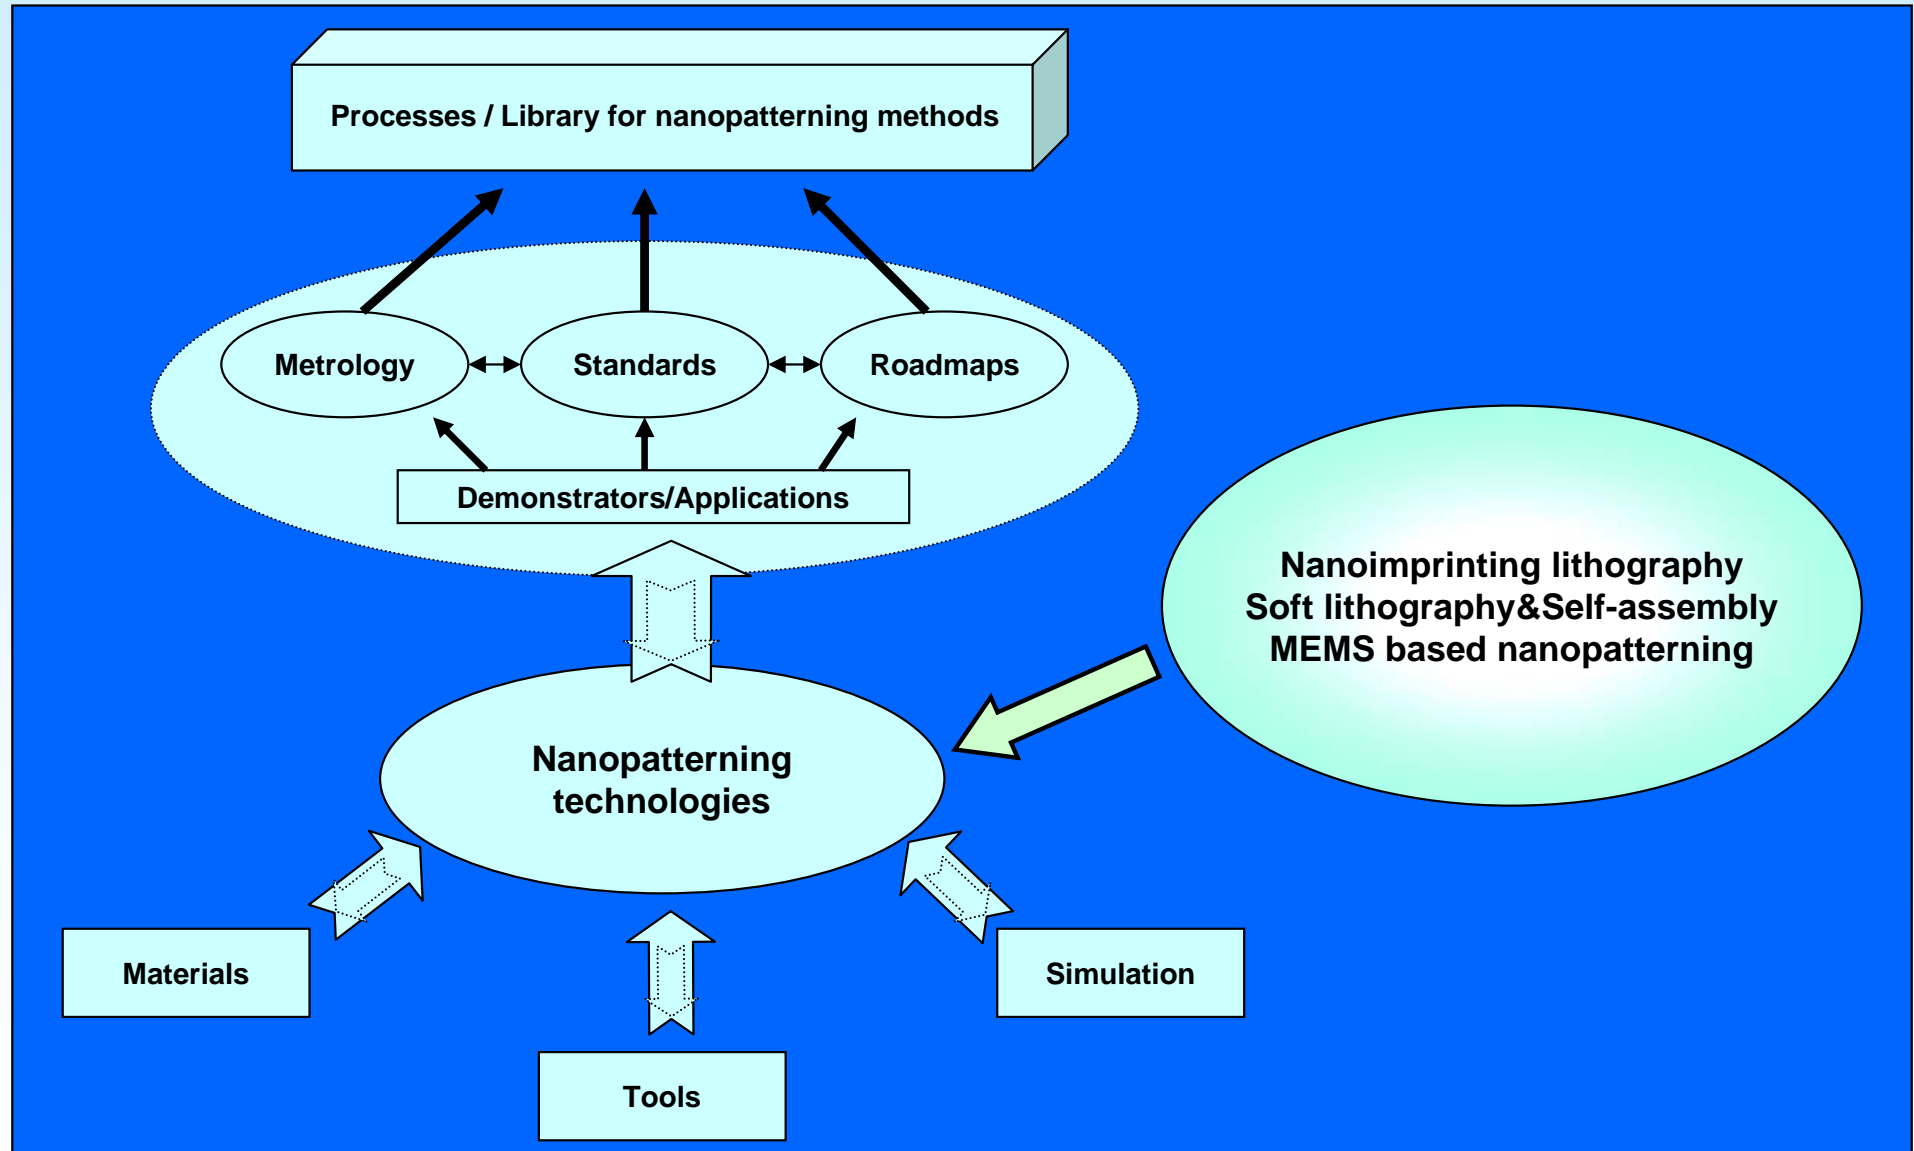 Processes / Library for nanopatterning methods
Metrology
Standards
Roadmaps
Demonstrators/Applications
Nanoimprinting lithography
Soft lithography&Self-assembly
MEMS based nanopatterning
Nanopatterning
technologies
Materials
Simulation
Tools